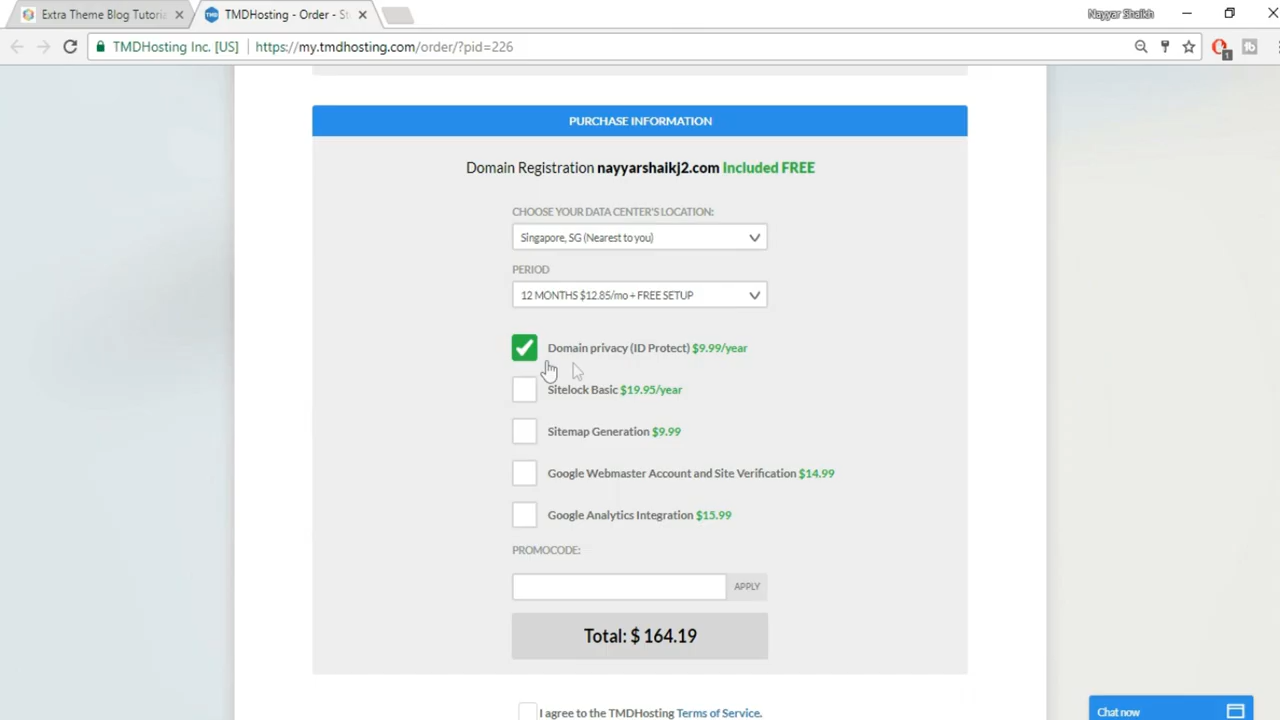 Extra Theme Blog Tutoria
TMDHosting - Order - St
Nayyar Shaikh
TMDHosting Inc. [US]
https://my.tmdhosting.com/order/?pid=226
1
PURCHASE INFORMATION
Domain Registration nayyarshaikj2.com Included FREE
CHOOSE YOUR DATA CENTER'S LOCATION:
Singapore, SG (Nearest to you)
PERIOD
12 MONTHS $12.85/mo + FREE SETUP
Domain privacy (ID Protect) $9.99/year
Sitelock Basic $19.95/year
Sitemap Generation $9.99
Google Webmaster Account and Site Verification $14.99
Google Analytics Integration $15.99
PROMOCODE:
APPLY
Total: $ 164.19
I agree to the TMDHosting Terms of Service.
Chat now